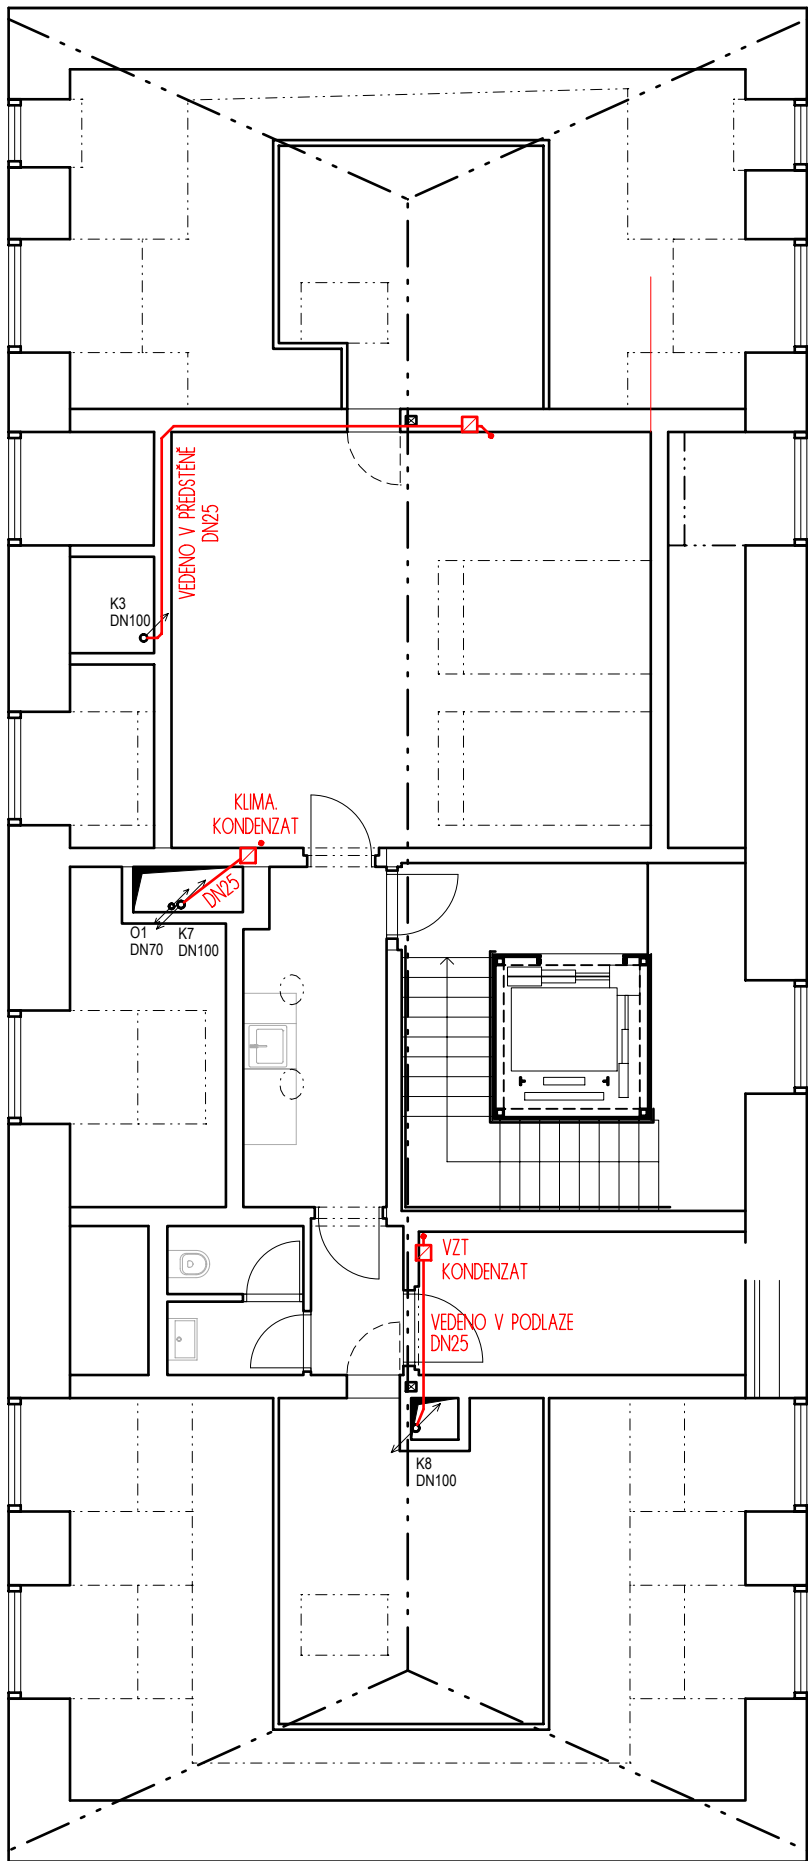 VEDENO V PŘEDSTĚNĚ
DN25
K3
DN100
KLIMA.
KONDENZAT
DN25
O1
DN70
K7
DN100
VZT
KONDENZAT
VEDENO V PODLAZE
DN25
K8
DN100